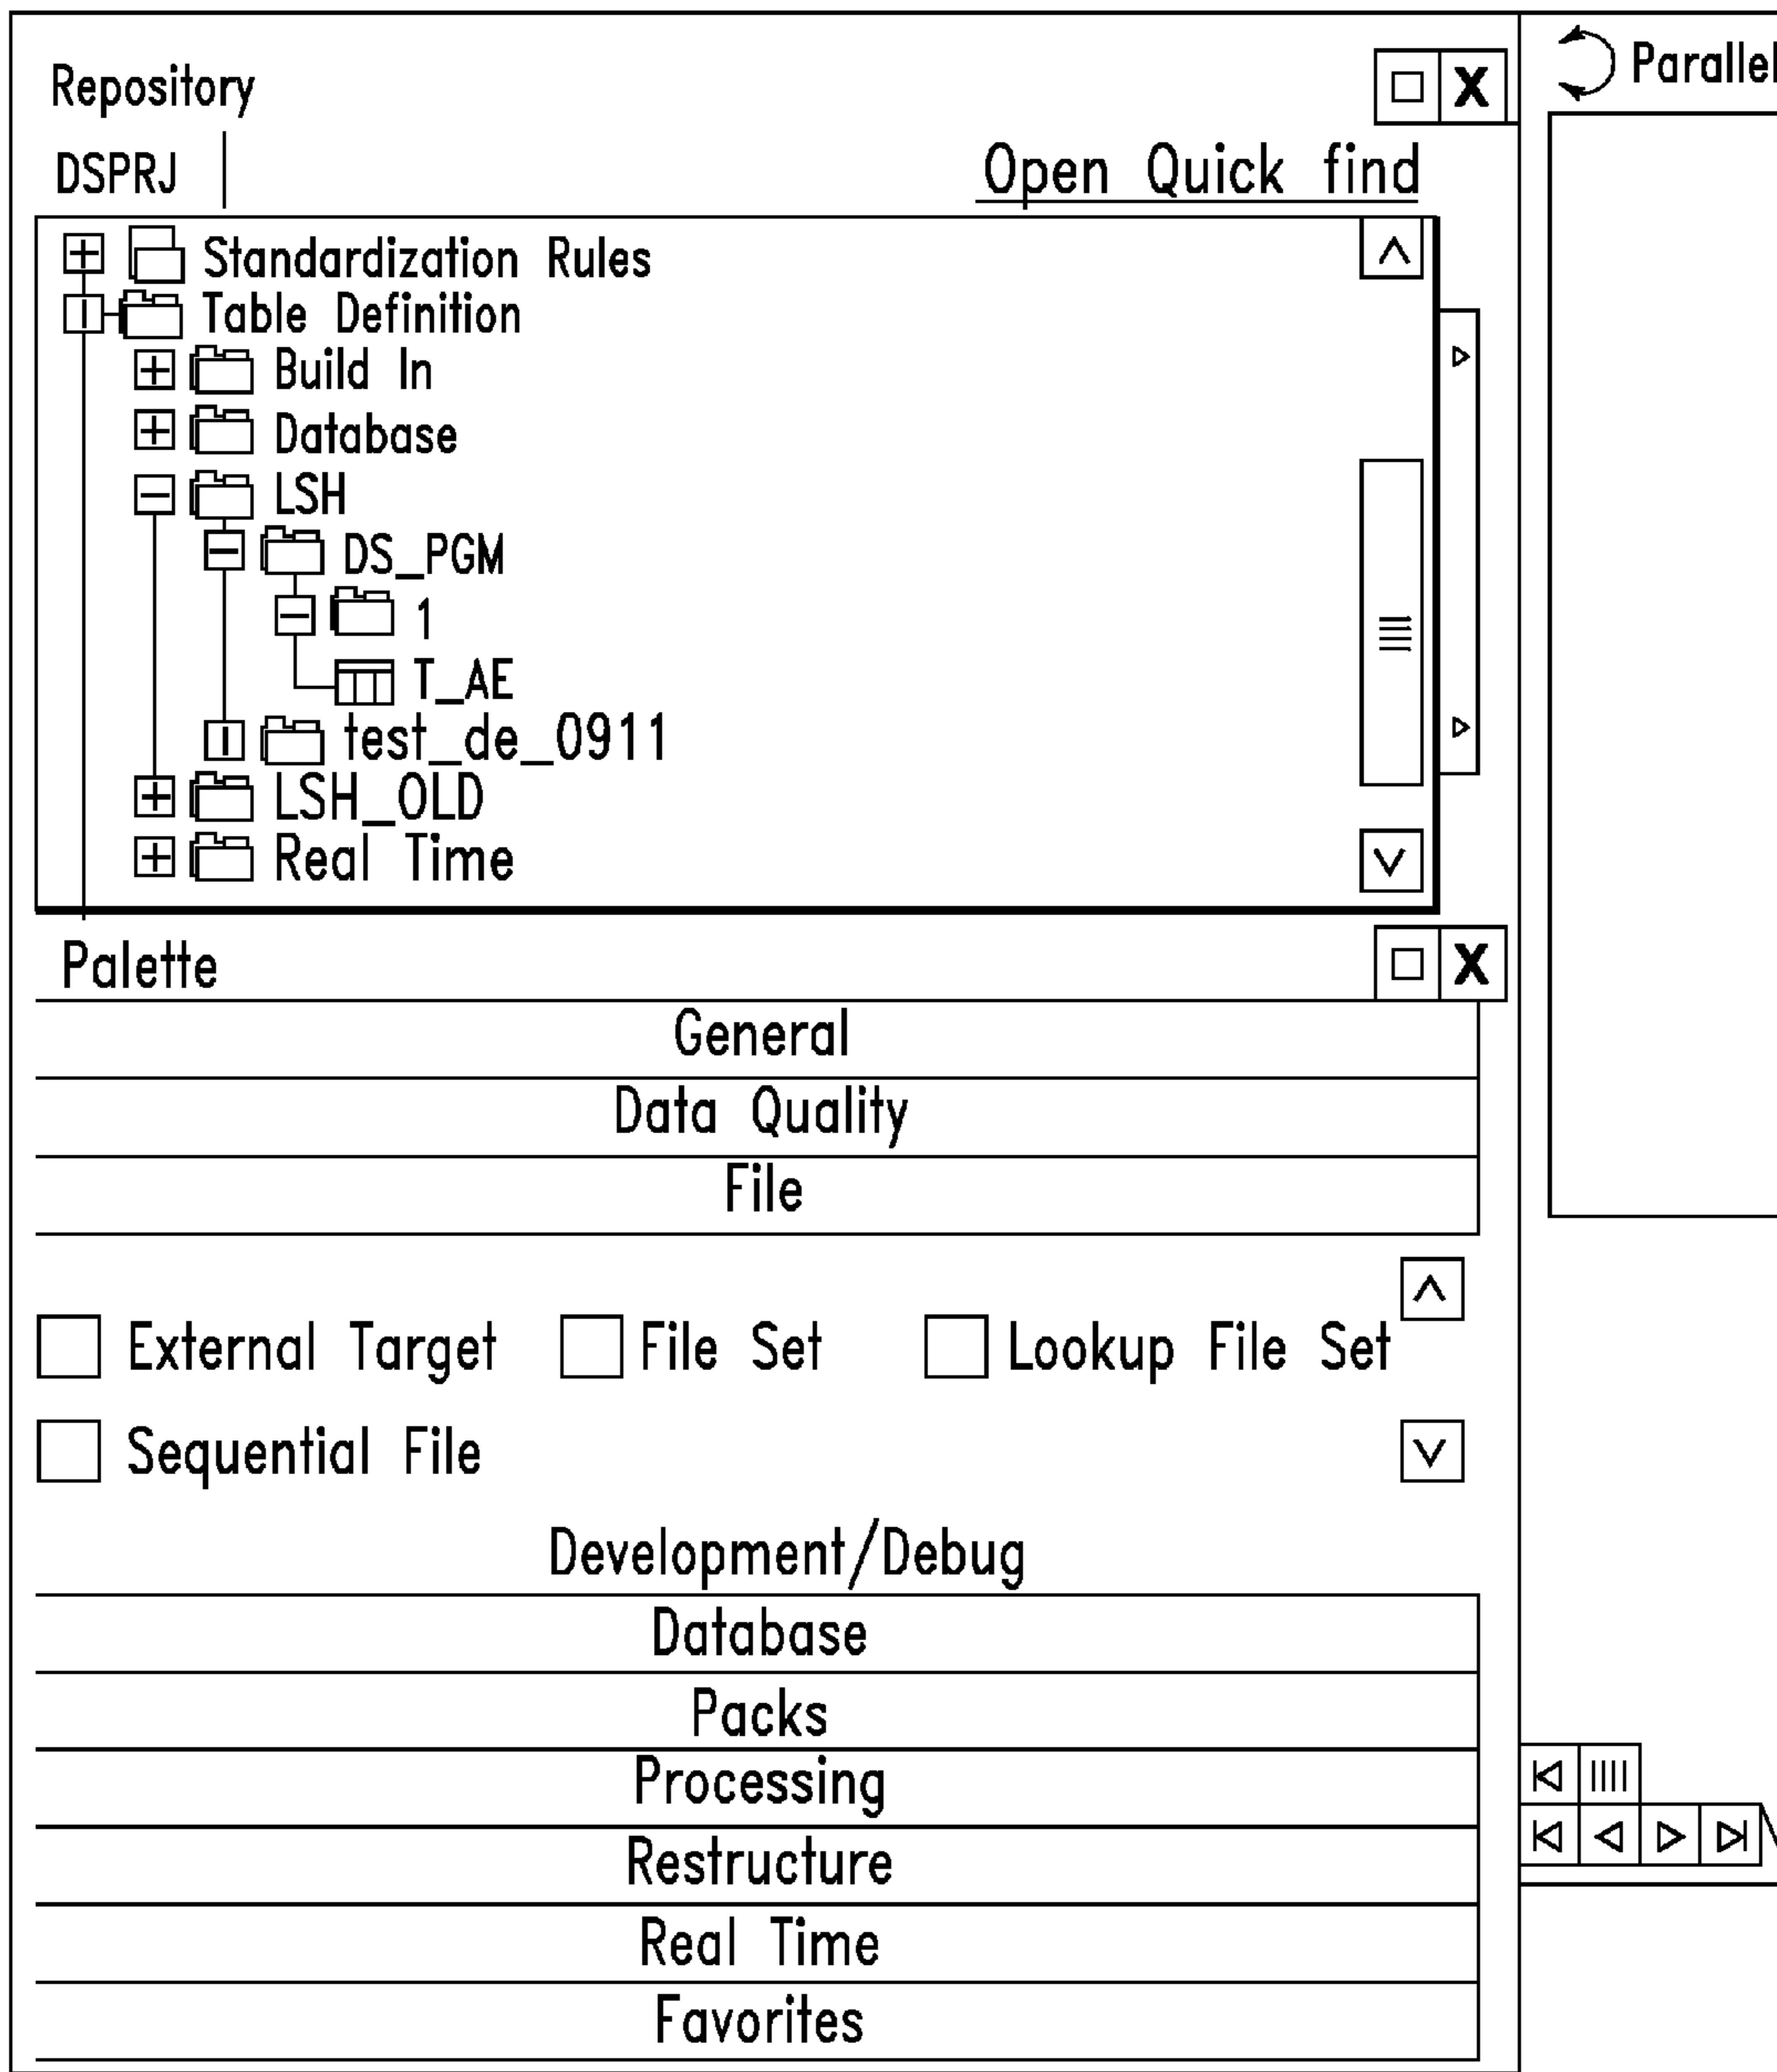 Repository
DSPRJ
Open Quick find
Standardization Rules
Table Definition
Build In
Database
LSH
DS_PGM
1
T_AE
test_de_0911
LSH_OLD
Real Time
Palette
General
Data Quality
File
External Target File Set Lookup File Set
Sequential File
Development/Debug
Database
Packs
Processing
Restructure
Real Time
Favorites
Parallel